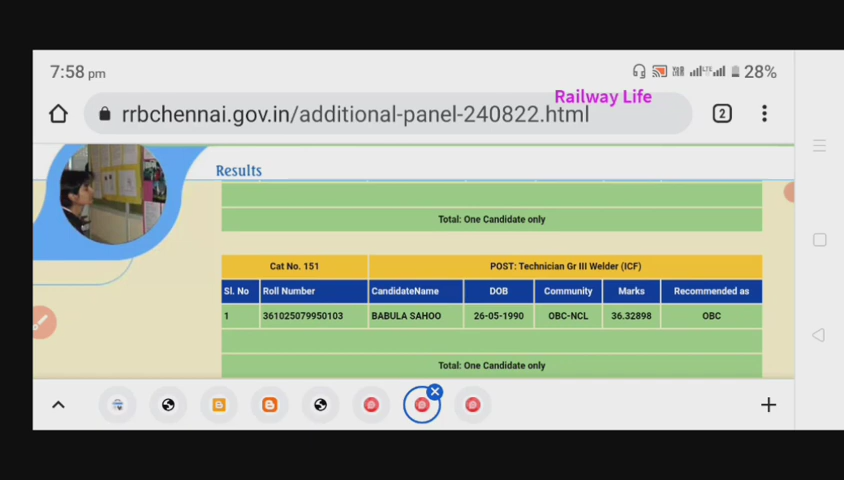 7:58 pm
28%
Railway Life
rrbchennai.gov.in/additional-panel-240822.html
2
Results
Total: One Candidate only
Cat No. 151 POST: Technician Gr III Welder (ICF)
Sl. No Roll Number CandidateName DOB Community Marks Recommended as
1 361025079950103 BABULA SAHOO 26-05-1990 OBC-NCL 36.32898 OBC
Total: One Candidate only